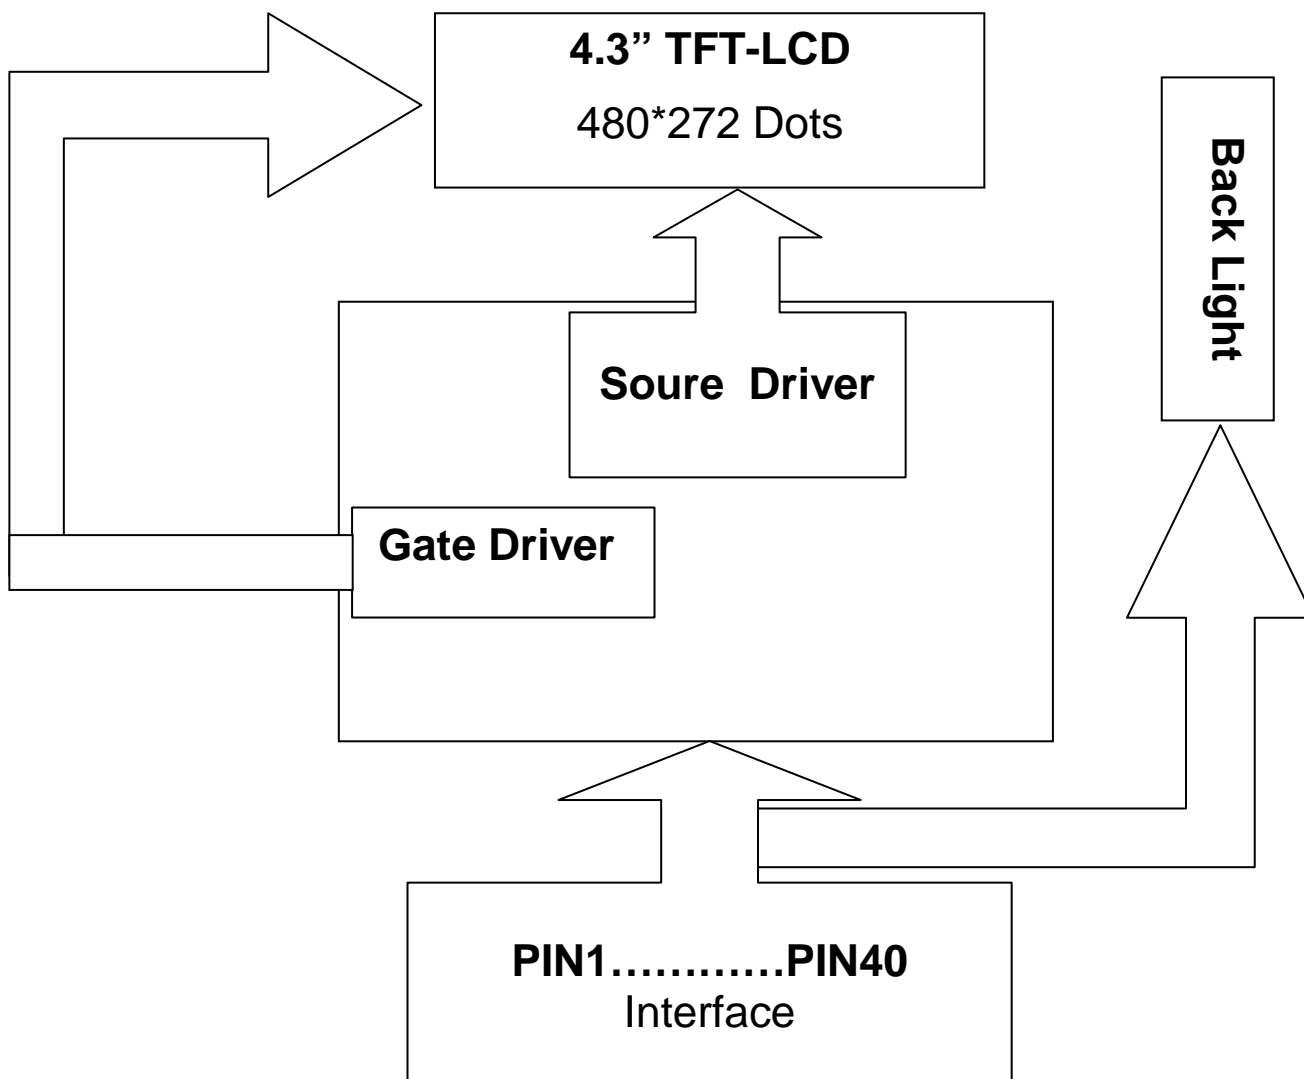 4.3” TFT-LCD
480*272 Dots
Back Light
Soure Driver
Gate Driver
PIN1…………PIN40
Interface